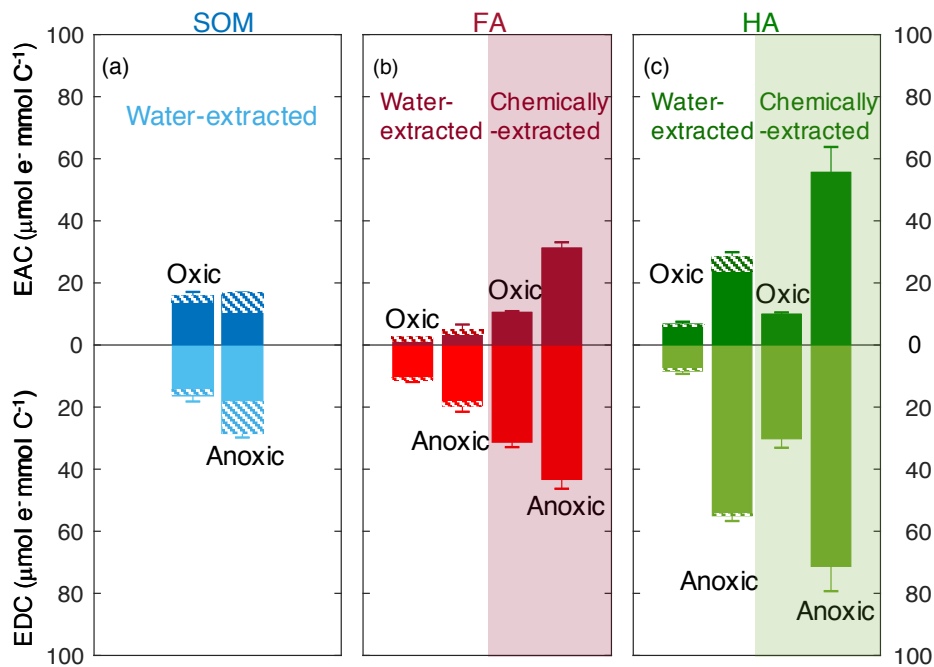 SOM
FA
HA
100
80
60
40
20
0
20
40
60
80
100
EAC (μmol e⁻ mmol C⁻¹)
EDC (μmol e⁻ mmol C⁻¹)
(a)
Water-extracted
Oxic
Anoxic
(b)
Water-
extracted
Chemically
-extracted
Oxic
Anoxic
Oxic
Anoxic
(c)
Water-
extracted
Chemically
-extracted
Oxic
Anoxic
Oxic
Anoxic
100
80
60
40
20
0
20
40
60
80
100